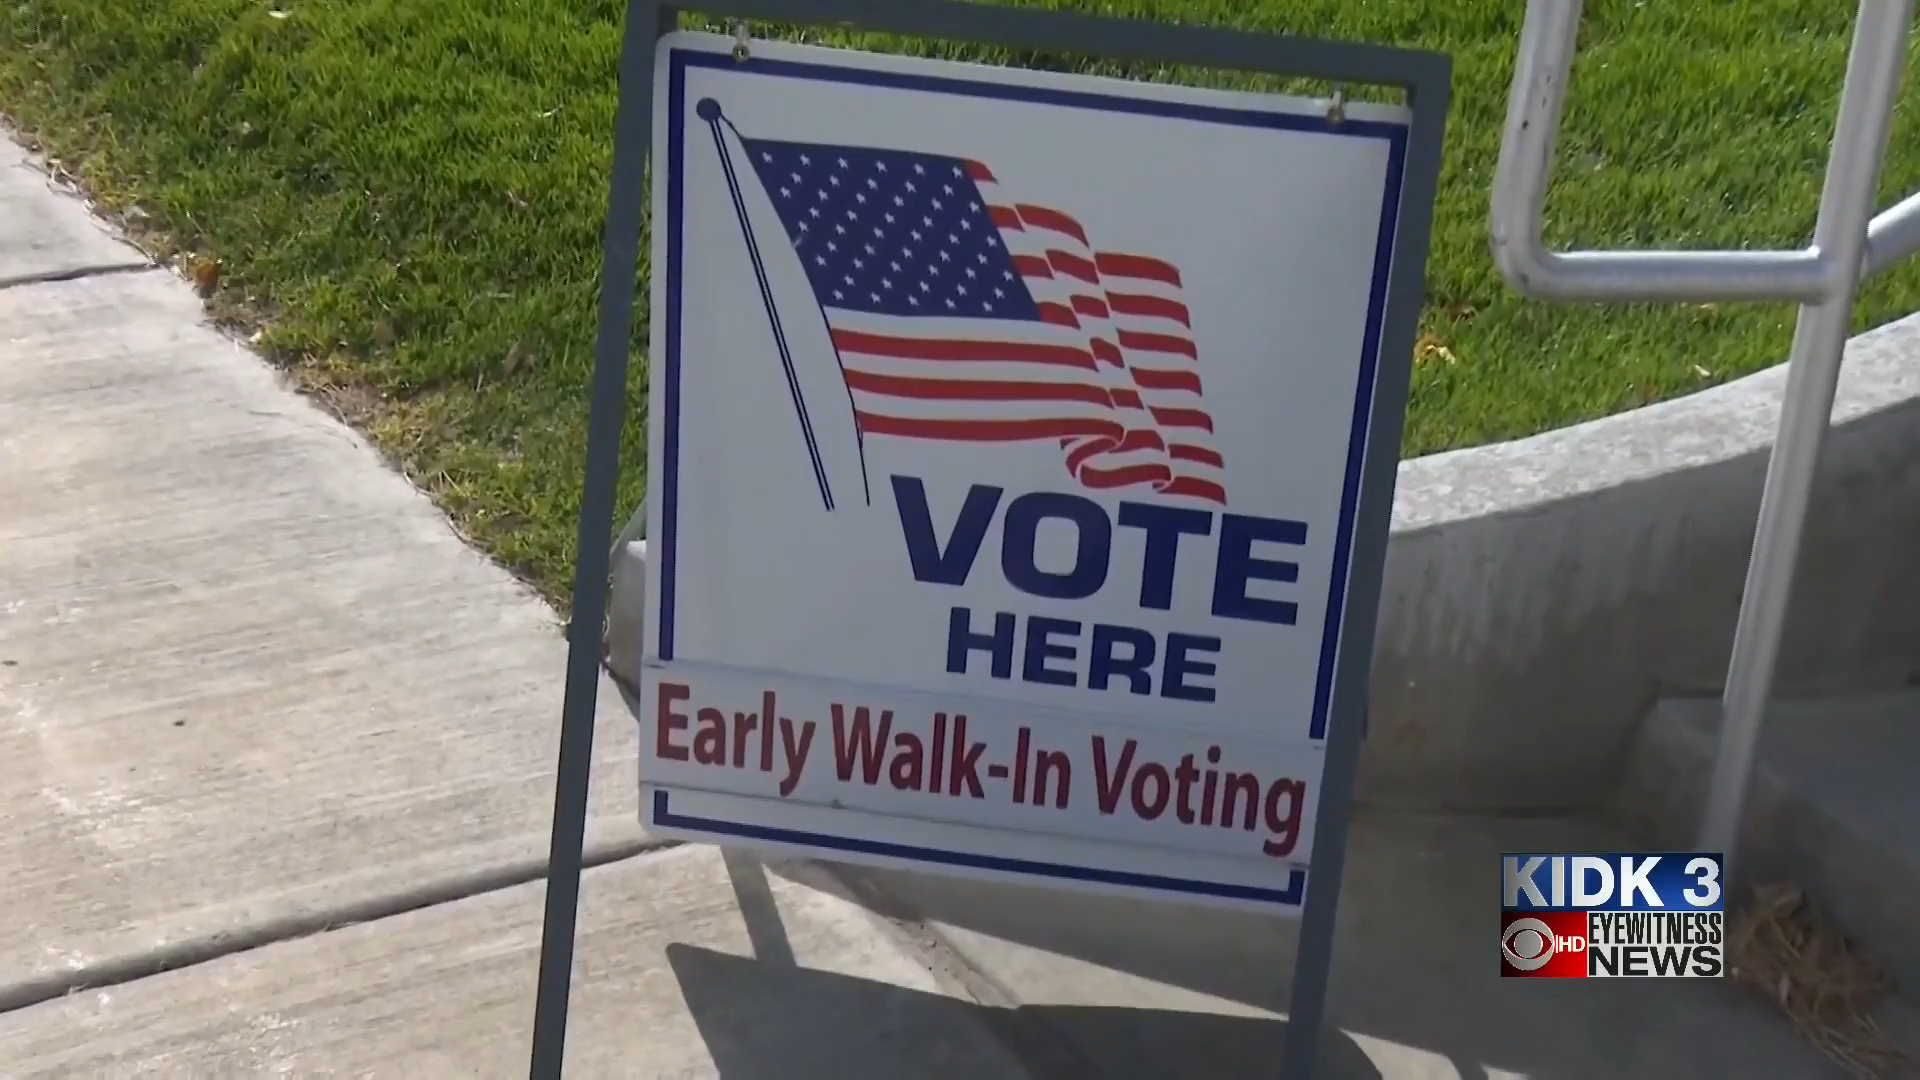 VOTE
HERE
Early Walk-In Voting
KIDK 3
HD EYEWITNESS
NEWS